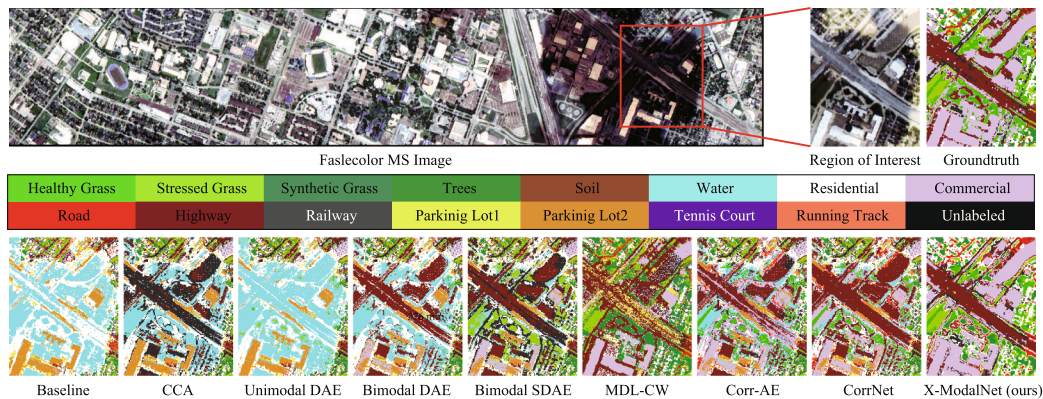 Faslecolor MS Image
Region of Interest
Groundtruth
Healthy Grass
Stressed Grass
Synthetic Grass
Trees
Soil
Water
Residential
Commercial
Road
Highway
Railway
Parkinig Lot1
Parkinig Lot2
Tennis Court
Running Track
Unlabeled
Baseline
CCA
Unimodal DAE
Bimodal DAE
Bimodal SDAE
MDL-CW
Corr-AE
CorrNet
X-ModalNet (ours)